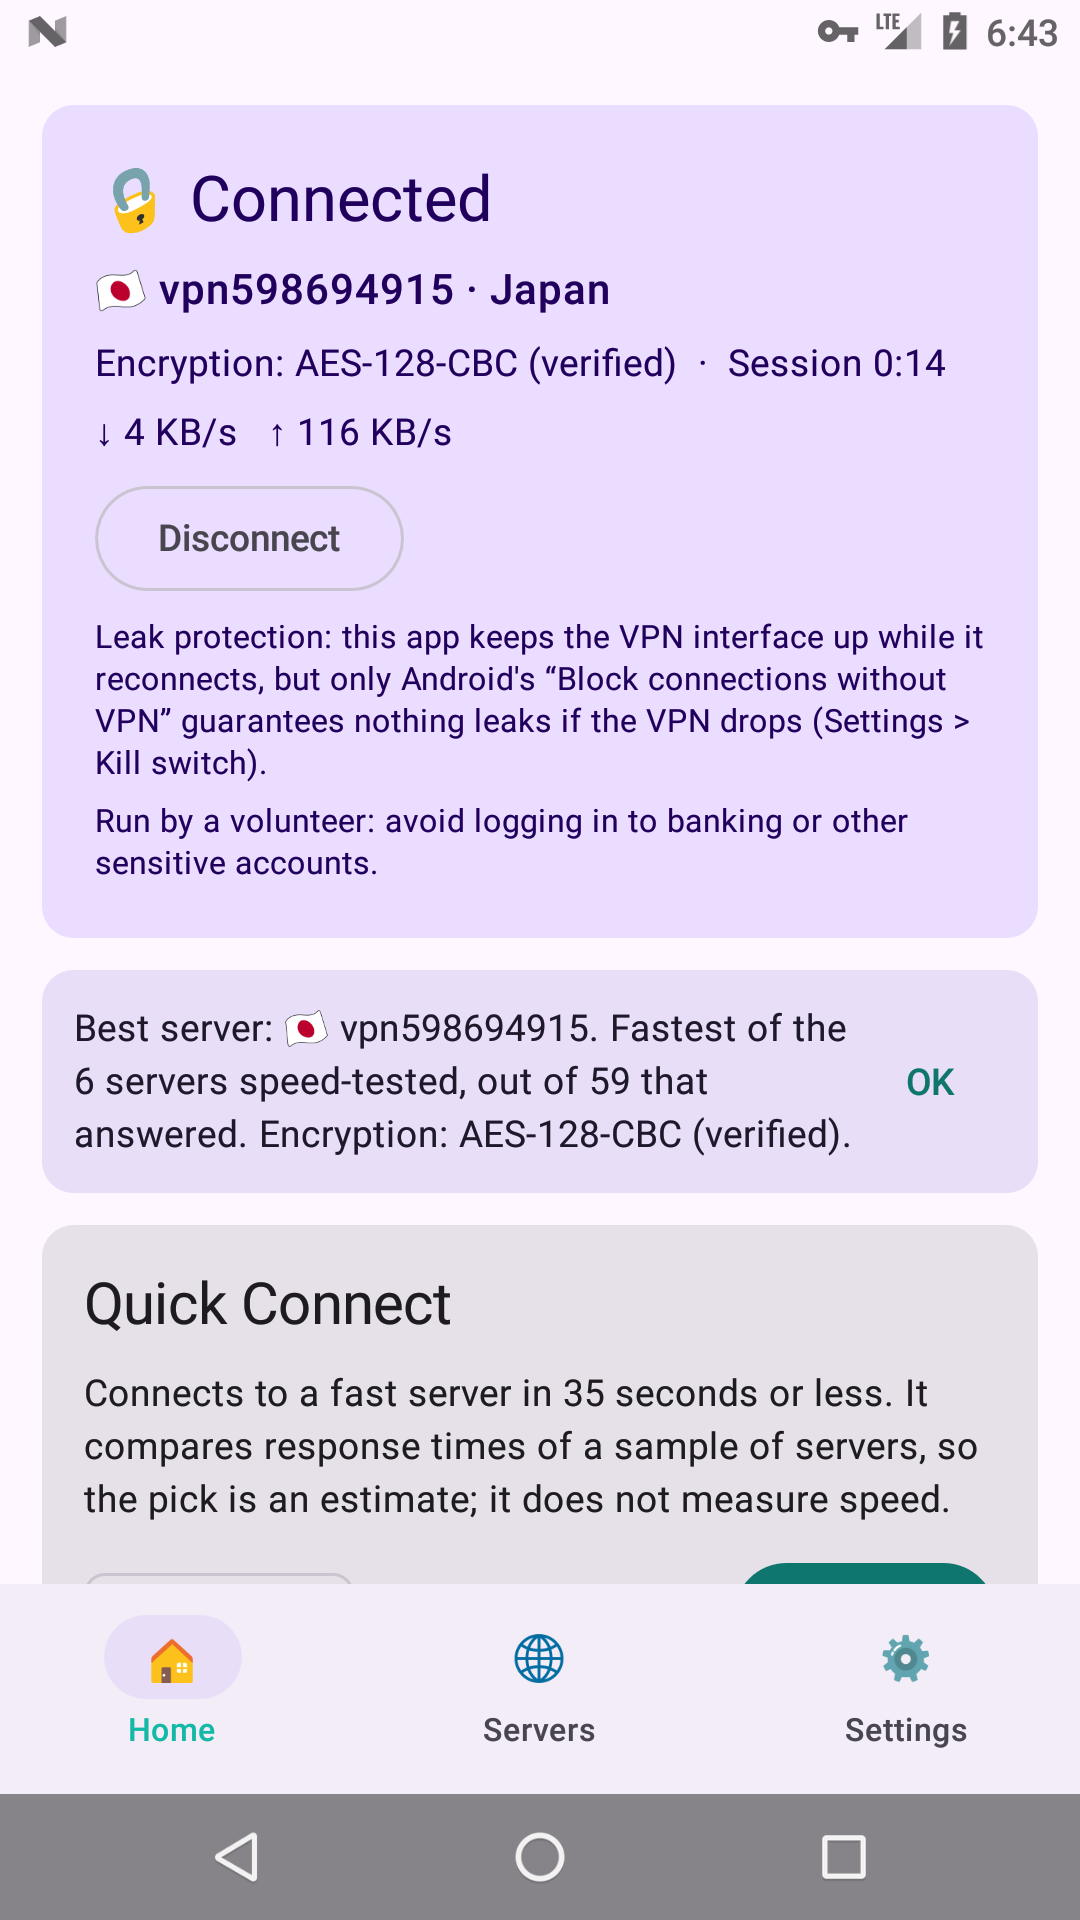 LTE 6:43
Connected
vpn598694915 · Japan
Encryption: AES-128-CBC (verified) · Session 0:14
↓ 4 KB/s ↑ 116 KB/s
Disconnect
Leak protection: this app keeps the VPN interface up while it
reconnects, but only Android's “Block connections without
VPN” guarantees nothing leaks if the VPN drops (Settings >
Kill switch).
Run by a volunteer: avoid logging in to banking or other
sensitive accounts.
Best server: 🇯🇵 vpn598694915. Fastest of the
6 servers speed-tested, out of 59 that
answered. Encryption: AES-128-CBC (verified).
OK
Quick Connect
Connects to a fast server in 35 seconds or less. It
compares response times of a sample of servers, so
the pick is an estimate; it does not measure speed.
Home
Servers
Settings